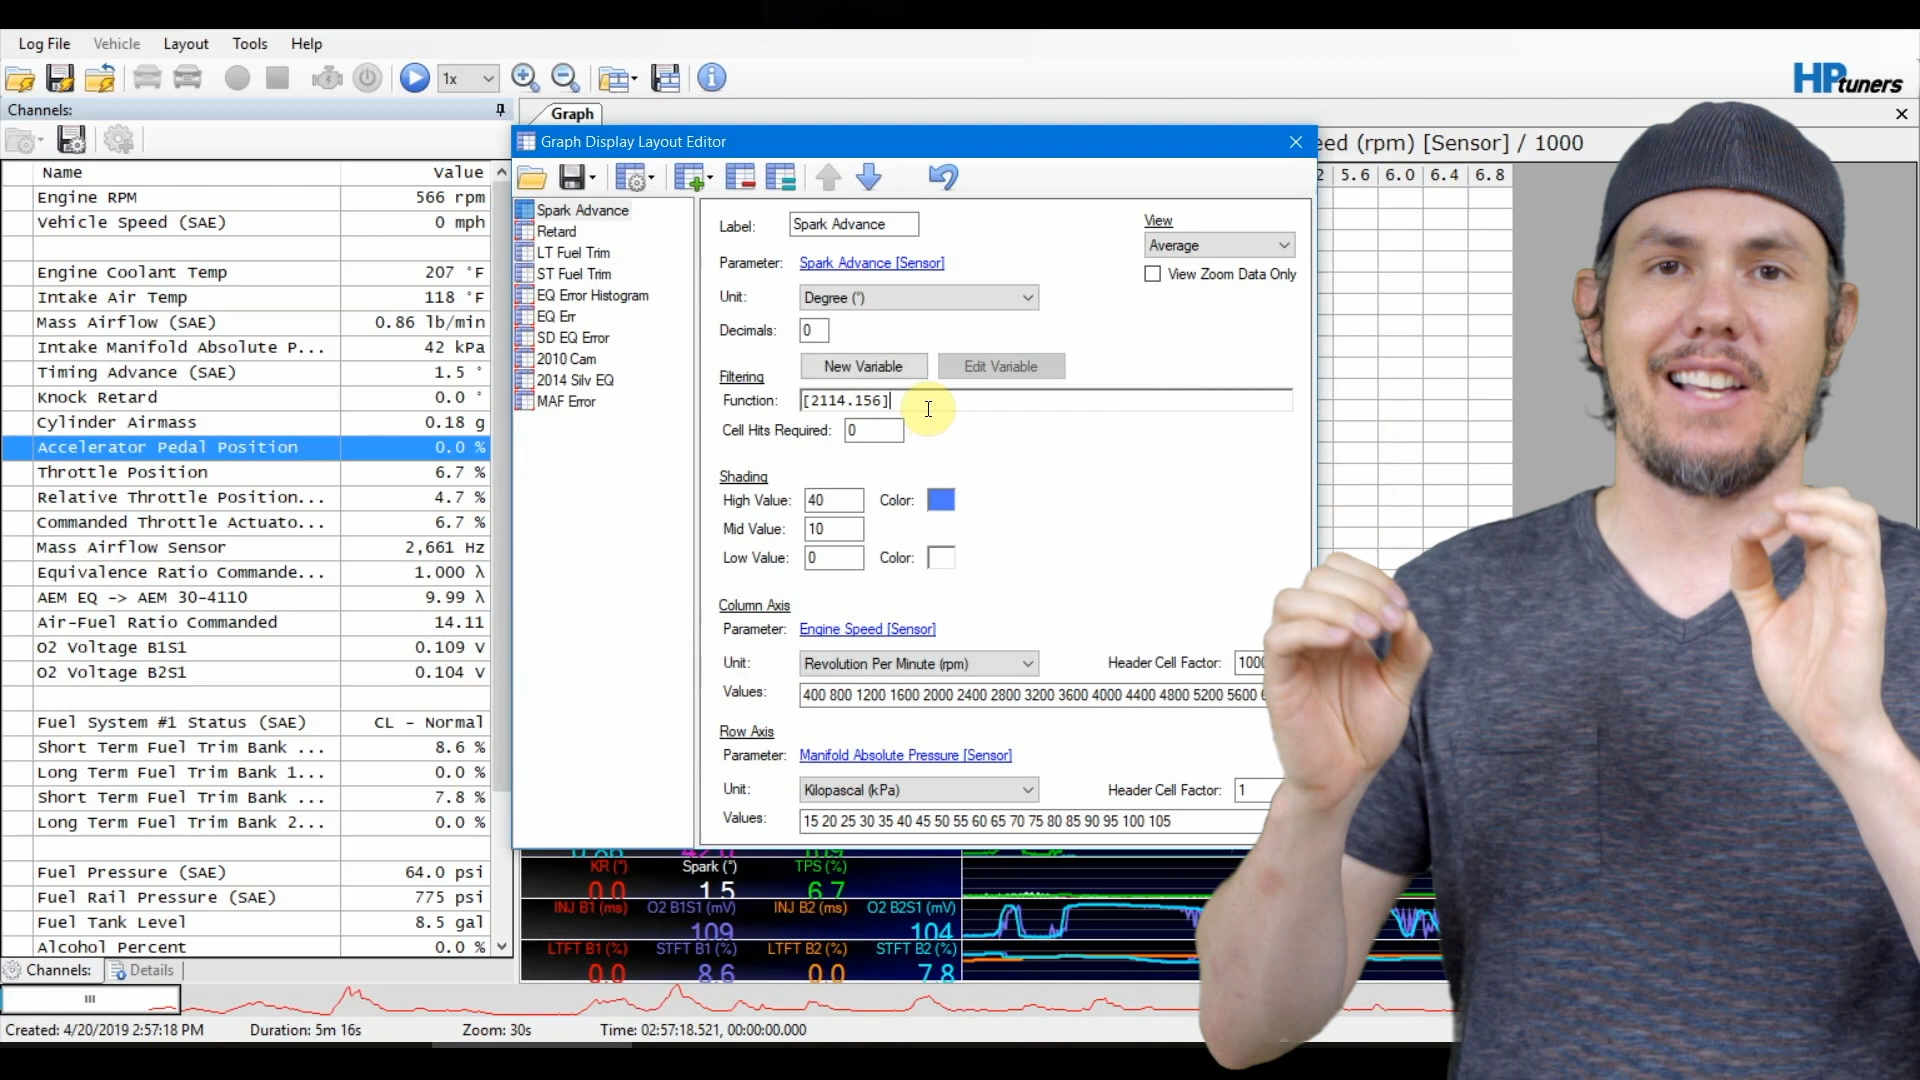 Log File Vehicle Layout Tools Help
1x
HP tuners
Channels:
Graph
Graph Display Layout Editor
eed (rpm) [Sensor] / 1000
2 5.6 6.0 6.4 6.8
Name Value
Engine RPM 566 rpm
Vehicle Speed (SAE) 0 mph
Engine Coolant Temp 207 °F
Intake Air Temp 118 °F
Mass Airflow (SAE) 0.86 lb/min
Intake Manifold Absolute P... 42 kPa
Timing Advance (SAE) 1.5 °
Knock Retard 0.0 °
Cylinder Airmass 0.18 g
Accelerator Pedal Position 0.0 %
Throttle Position 6.7 %
Relative Throttle Position... 4.7 %
Commanded Throttle Actuato... 6.7 %
Mass Airflow Sensor 2,661 Hz
Equivalence Ratio Commande... 1.000 λ
AEM EQ -> AEM 30-4110 9.99 λ
Air-Fuel Ratio Commanded 14.11
O2 Voltage B1S1 0.109 V
O2 Voltage B2S1 0.104 V
Fuel System #1 Status (SAE) CL - Normal
Short Term Fuel Trim Bank ... 8.6 %
Long Term Fuel Trim Bank 1... 0.0 %
Short Term Fuel Trim Bank ... 7.8 %
Long Term Fuel Trim Bank 2... 0.0 %
Fuel Pressure (SAE) 64.0 psi
Fuel Rail Pressure (SAE) 775 psi
Fuel Tank Level 8.5 gal
Alcohol Percent 0.0 %
Channels: Details
Spark Advance
Retard
LT Fuel Trim
ST Fuel Trim
EQ Error Histogram
EQ Err
SD EQ Error
2010 Cam
2014 Silv EQ
MAF Error
Label: Spark Advance
View
Average
Parameter: Spark Advance [Sensor]
View Zoom Data Only
Unit: Degree (°)
Decimals: 0
New Variable Edit Variable
Filtering
Function: [2114.156]
Cell Hits Required: 0
Shading
High Value: 40 Color:
Mid Value: 10
Low Value: 0 Color:
Column Axis
Parameter: Engine Speed [Sensor]
Unit: Revolution Per Minute (rpm) Header Cell Factor: 1000
Values: 400 800 1200 1600 2000 2400 2800 3200 3600 4000 4400 4800 5200 5600
Row Axis
Parameter: Manifold Absolute Pressure [Sensor]
Unit: Kilopascal (kPa) Header Cell Factor: 1
Values: 15 20 25 30 35 40 45 50 55 60 65 70 75 80 85 90 95 100 105
KR (°) Spark (°) TPS (%)
0.0 1.5 6.7
INJ B1 (ms) O2 B1S1 (mV) INJ B2 (ms) O2 B2S1 (mV)
109 104
LTFT B1 (%) STFT B1 (%) LTFT B2 (%) STFT B2 (%)
0.0 8.6 0.0 7.8
Created: 4/20/2019 2:57:18 PM Duration: 5m 16s Zoom: 30s Time: 02:57:18.521, 00:00:00.000